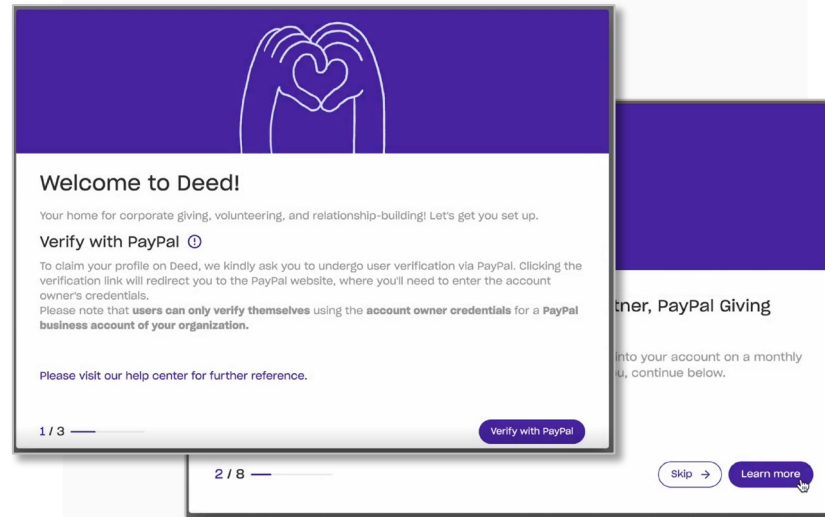 Welcome to Deed!
Your home for corporate giving, volunteering, and relationship-building! Let's get you set up.
Verify with PayPal
To claim your profile on Deed, we kindly ask you to undergo user verification via PayPal. Clicking the
verification link will redirect you to the PayPal website, where you'll need to enter the account
owner's credentials.
Please note that users can only verify themselves using the account owner credentials for a PayPal
business account of your organization.
Please visit our help center for further reference.
1 / 3
Verify with PayPal
tner, PayPal Giving
into your account on a monthly
u, continue below.
2 / 8
Skip →
Learn more